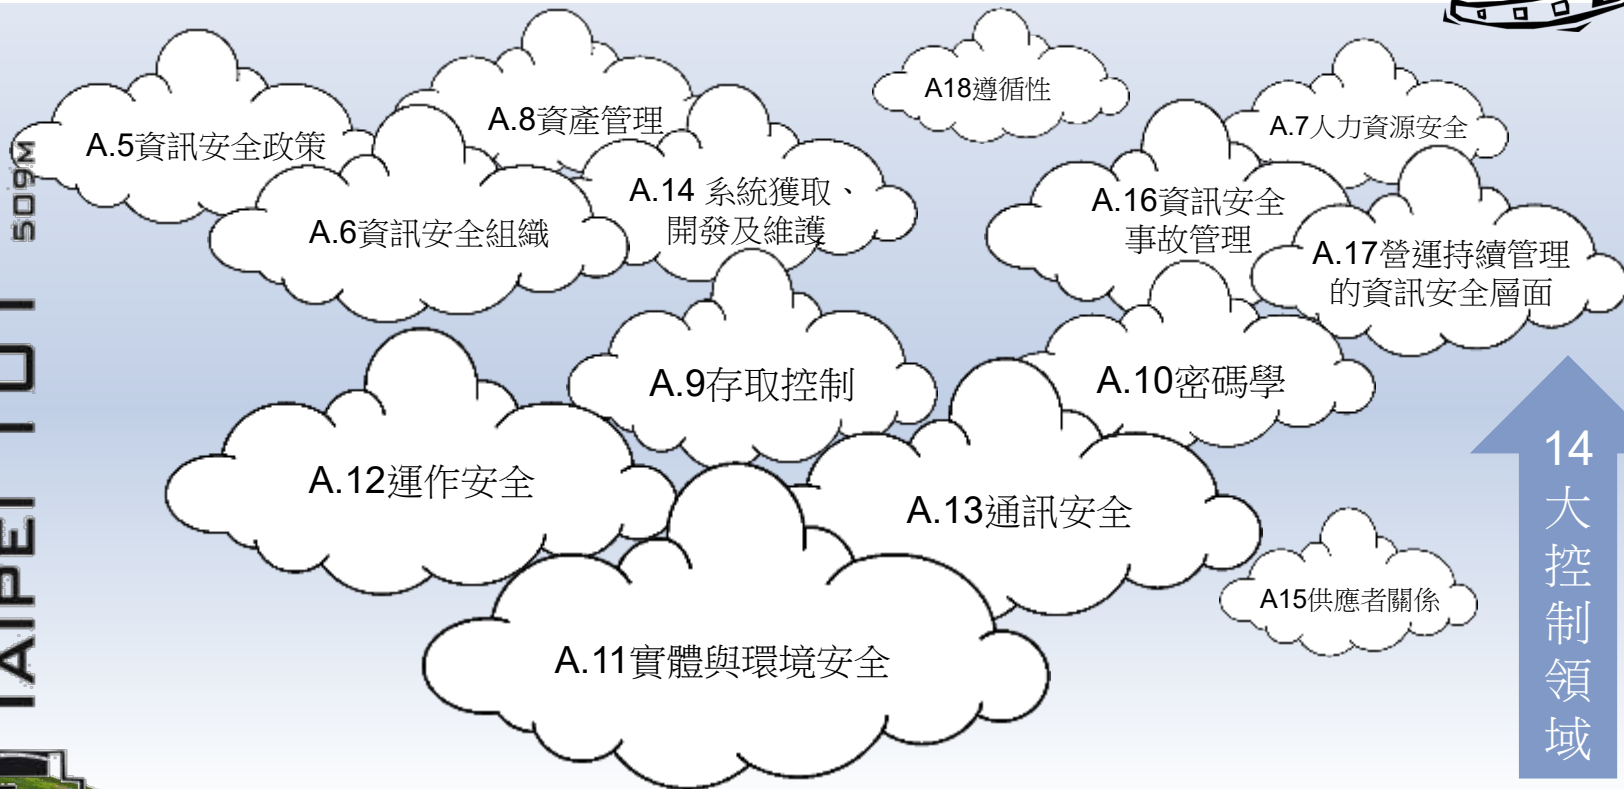 A.5資訊安全政策
A.8資產管理
A18遵循性
A.7人力資源安全
A.6資訊安全組織
A.14 系統獲取、
開發及維護
A.16資訊安全
事故管理
A.17營運持續管理
的資訊安全層面
A.9存取控制
A.10密碼學
A.12運作安全
A.13通訊安全
A15供應者關係
A.11實體與環境安全
14
大
控
制
領
域
TAIPEI 101 509M